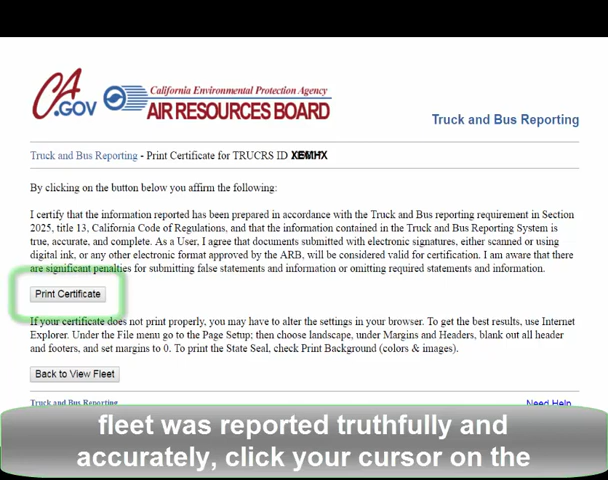 CA
.GOV
California Environmental Protection Agency
AIR RESOURCES BOARD
Truck and Bus Reporting
Truck and Bus Reporting - Print Certificate for TRUCRS ID
By clicking on the button below you affirm the following:
I certify that the information reported has been prepared in accordance with the Truck and Bus reporting requirement in Section
2025, title 13, California Code of Regulations, and that the information contained in the Truck and Bus Reporting System is
true, accurate, and complete. As a User, I agree that documents submitted with electronic signatures, either scanned or using
digital ink, or any other electronic format approved by the ARB, will be considered valid for certification. I am aware that there
are significant penalties for submitting false statements and information or omitting required statements and information.
Print Certificate
If your certificate does not print properly, you may have to alter the settings in your browser. To get the best results, use Internet
Explorer. Under the File menu go to the Page Setup; then choose landscape, under Margins and Headers, blank out all header
and footers, and set margins to 0. To print the State Seal, check Print Background (colors & images).
Back to View Fleet
Truck and Bus Reporting
Need Help
fleet was reported truthfully and
accurately, click your cursor on the